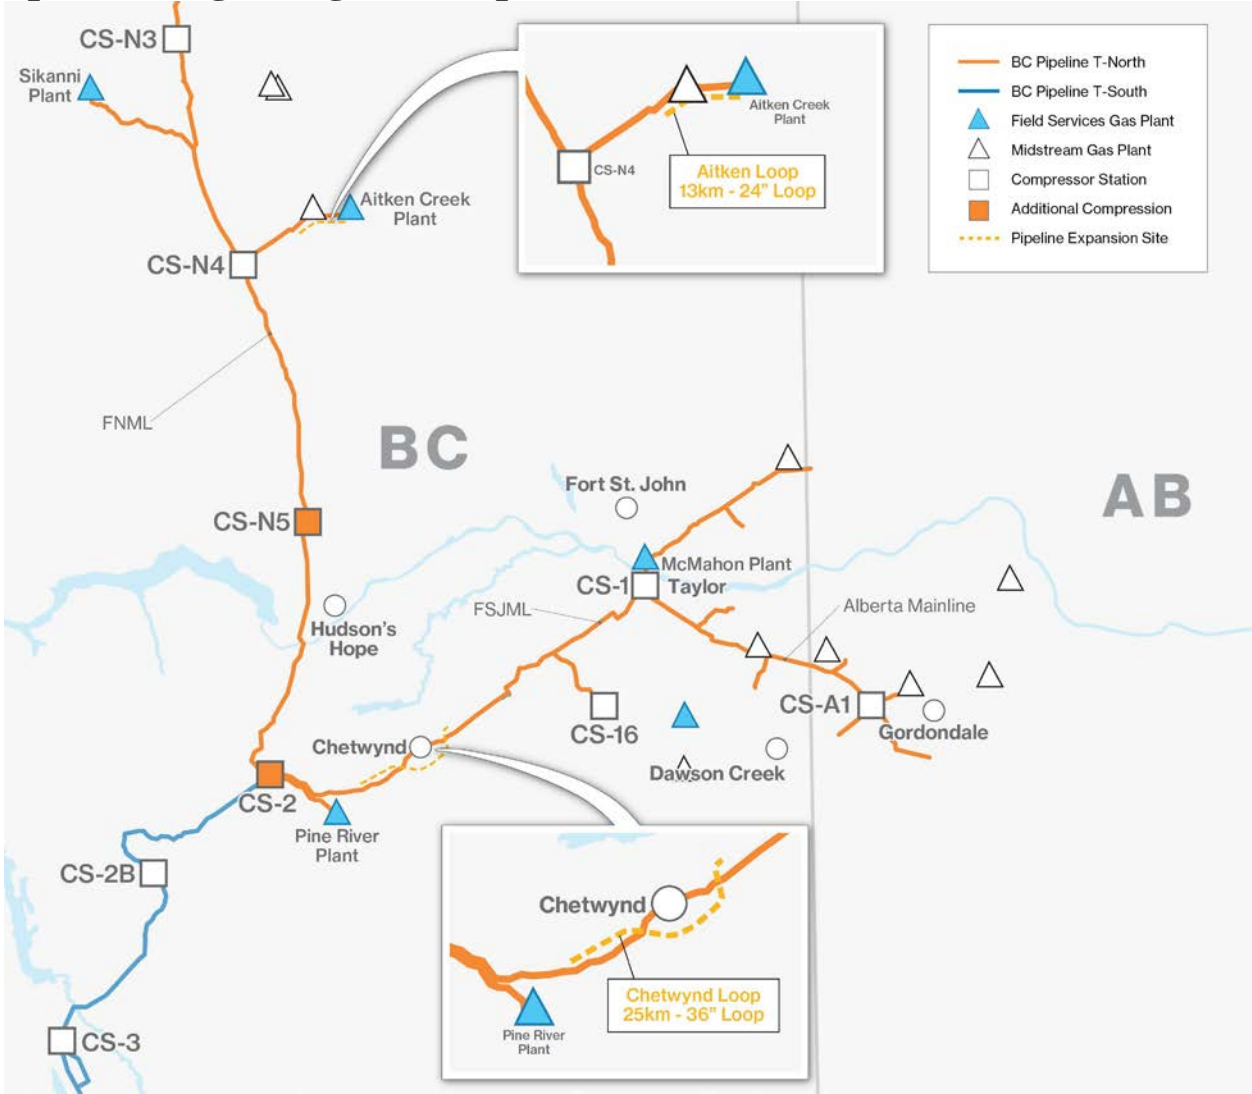 CS-N3
Sikanni
Plant
Aitken Creek
Plant
CS-N4
Aitken Creek
Plant
CS-N4
Aitken Loop
13km - 24" Loop
BC Pipeline T-North
BC Pipeline T-South
Field Services Gas Plant
Midstream Gas Plant
Compressor Station
Additional Compression
Pipeline Expansion Site
FNML
BC
AB
Fort St. John
CS-N5
McMahon Plant
CS-1
Taylor
FSJML
Alberta Mainline
Hudson's
Hope
CS-A1
Gordondale
CS-16
Chetwynd
Dawson Creek
CS-2
Pine River
Plant
CS-2B
Chetwynd
Chetwynd Loop
25km - 36" Loop
Pine River
Plant
CS-3